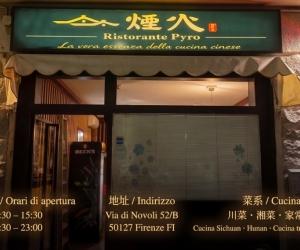 煙火
Ristorante Pyro
La vera essenza della cucina cinese
/ Orari di apertura
:30 – 15:30
:30 – 23:00
地址 / Indirizzo
Via di Novoli 52/B
50127 Firenze FI
菜系 / Cucina
川菜・湘菜・家常
Cucina Sichuan · Hunan · Cucina